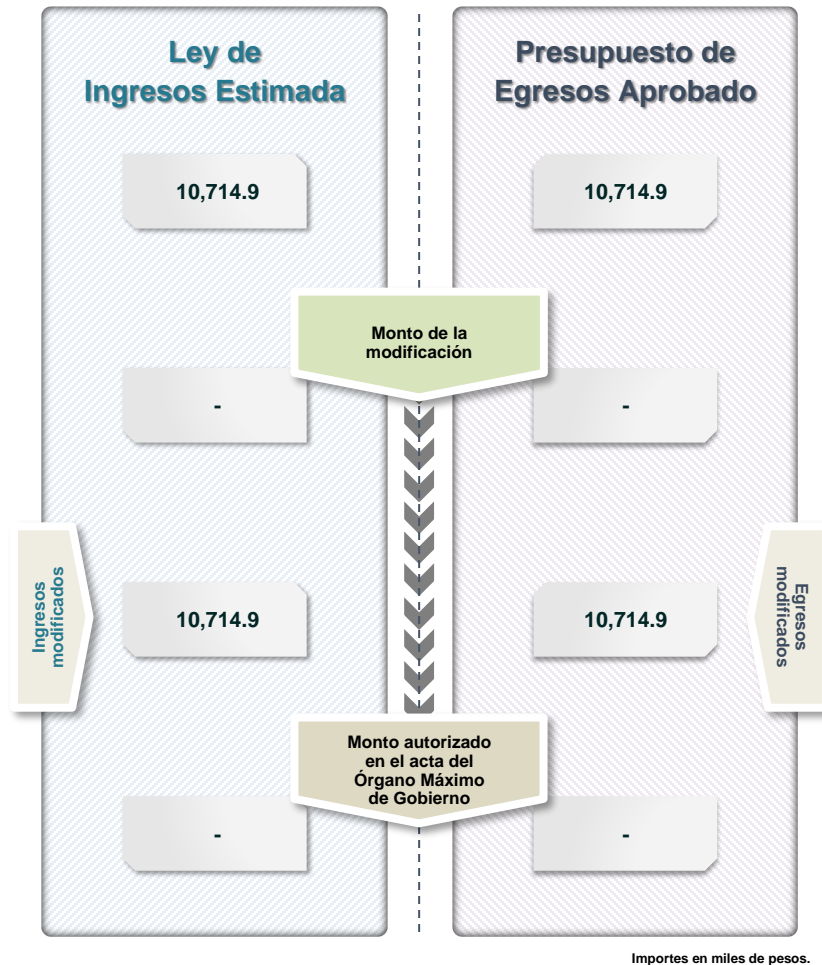 Ley de
Ingresos Estimada
Presupuesto de
Egresos Aprobado
10,714.9
10,714.9
Monto de la
modificación
-
-
Ingresos
modificados
10,714.9
10,714.9
Egresos
modificados
Monto autorizado
en el acta del
Órgano Máximo
de Gobierno
-
-
Importes en miles de pesos.